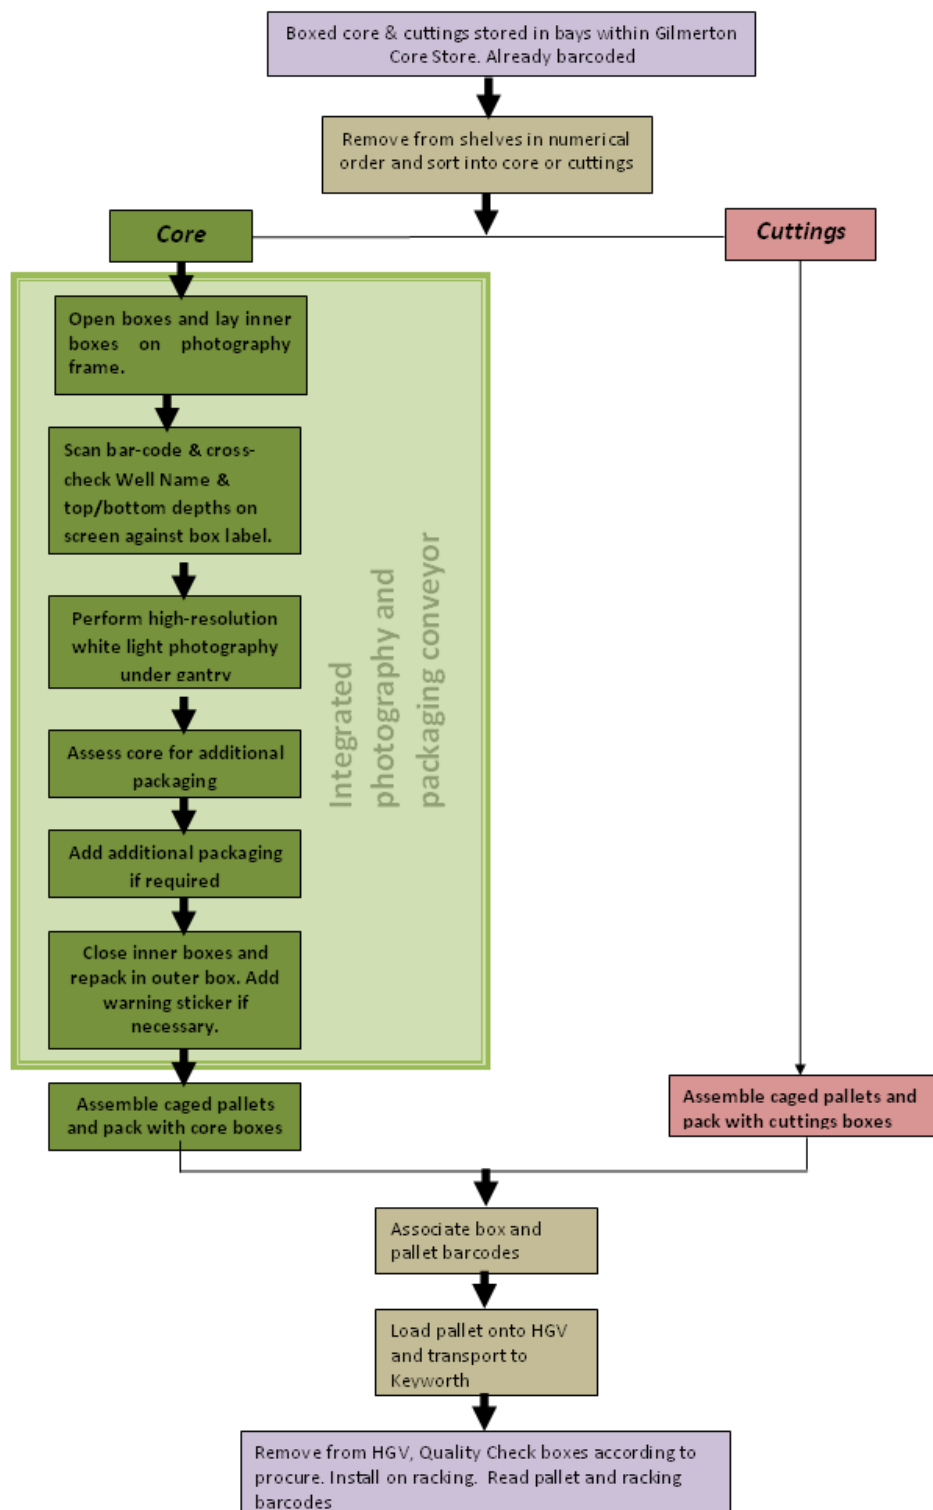 Boxed core & cuttings stored in bays within Gilmerton
Core Store. Already barcoded
Remove from shelves in numerical
order and sort into core or cuttings
Core
Cuttings
Open boxes and lay inner
boxes on photography
frame.
Scan bar-code & cross-
check Well Name &
top/bottom depths on
screen against box label.
Perform high-resolution
white light photography
under gantry
Assess core for additional
packaging
Add additional packaging
if required
Close inner boxes and
repack in outer box. Add
warning sticker if
necessary.
Integrated
photography and
packaging conveyor
Assemble caged pallets
and pack with core boxes
Assemble caged pallets and
pack with cuttings boxes
Associate box and
pallet barcodes
Load pallet onto HGV
and transport to
Keyworth
Remove from HGV, Quality Check boxes according to
procure. Install on racking. Read pallet and racking
barcodes